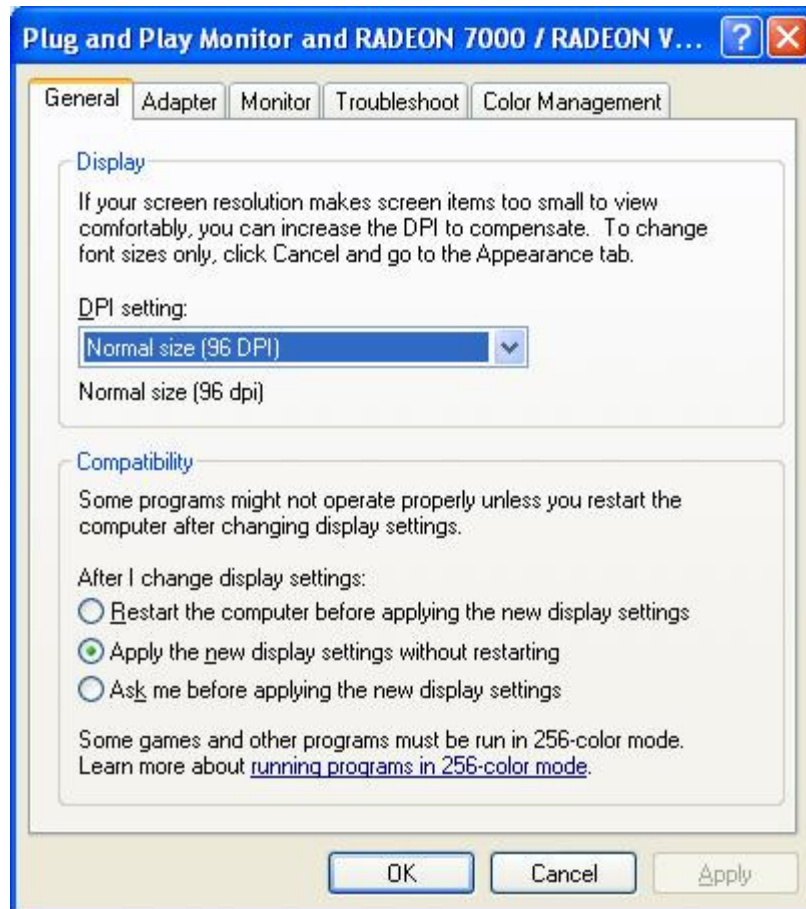 Plug and Play Monitor and RADEON 7000 / RADEON V...
General Adapter Monitor Troubleshoot Color Management
Display
If your screen resolution makes screen items too small to view
comfortably, you can increase the DPI to compensate. To change
font sizes only, click Cancel and go to the Appearance tab.
DPI setting:
Normal size (96 DPI)
Normal size (96 dpi)
Compatibility
Some programs might not operate properly unless you restart the
computer after changing display settings.
After I change display settings:
Restart the computer before applying the new display settings
Apply the new display settings without restarting
Ask me before applying the new display settings
Some games and other programs must be run in 256-color mode.
Learn more about running programs in 256-color mode.
OK Cancel Apply